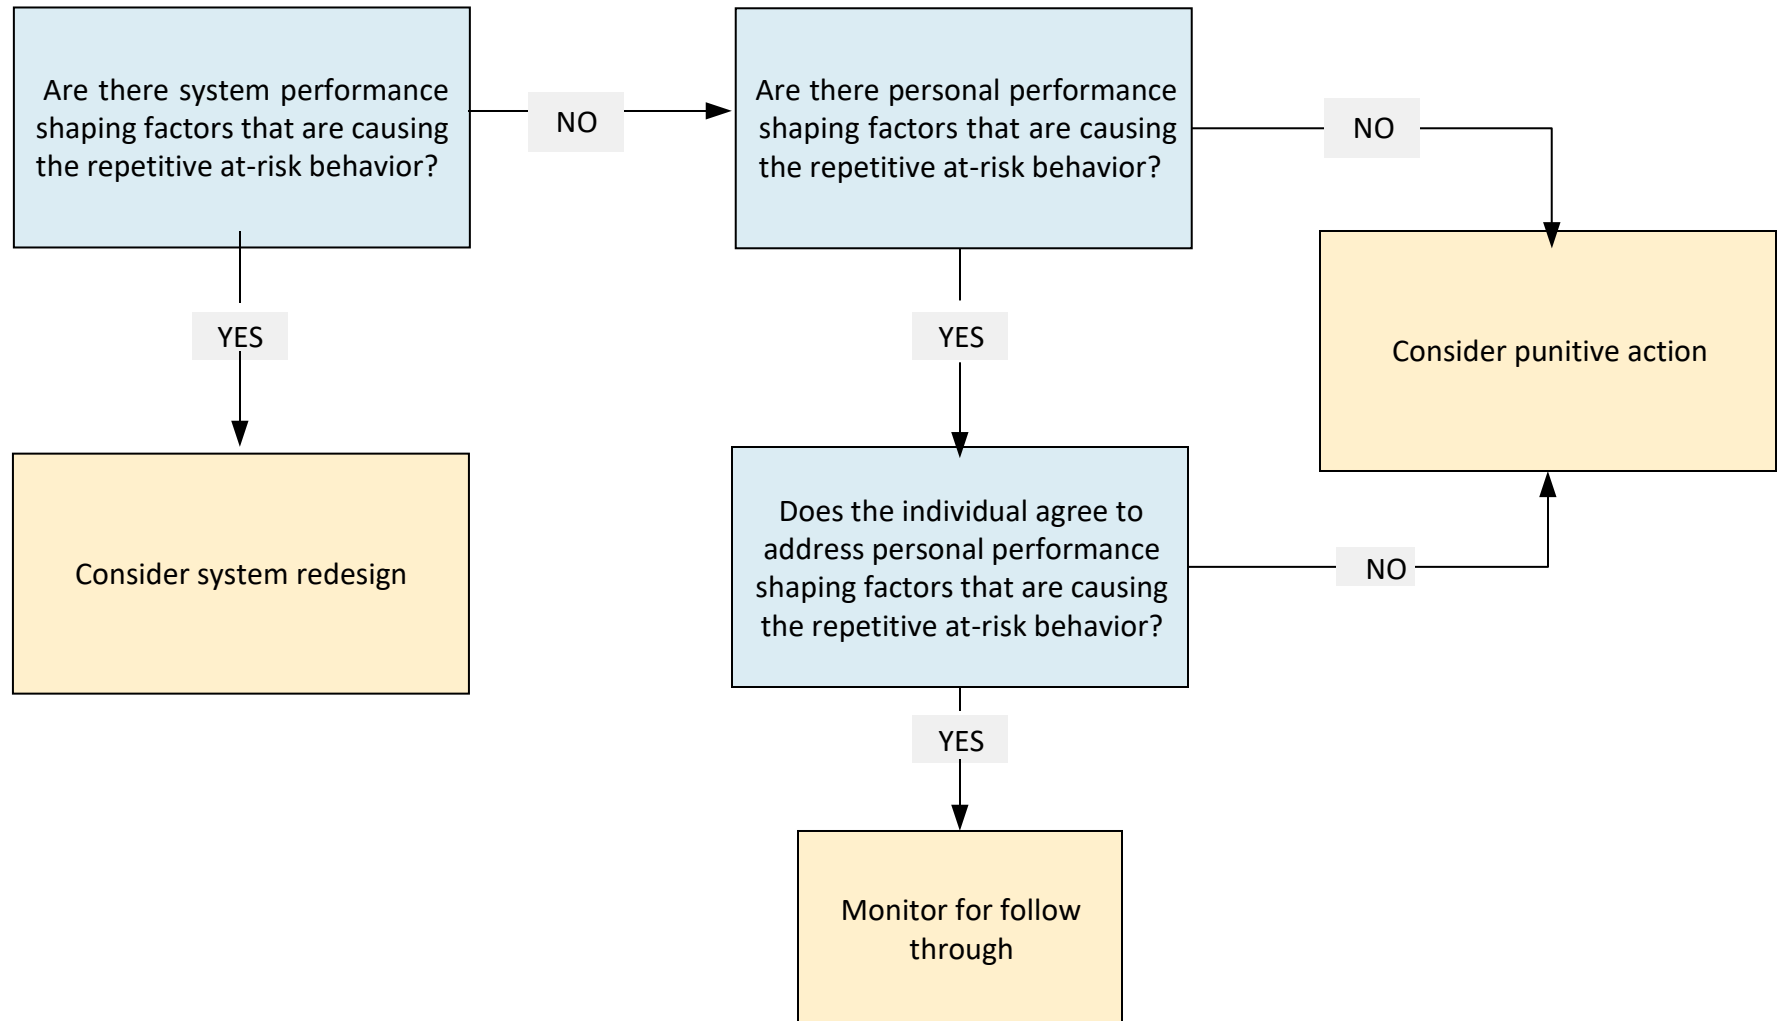 Are there system performance
shaping factors that are causing
the repetitive at-risk behavior?
NO
Are there personal performance
shaping factors that are causing
the repetitive at-risk behavior?
NO
YES
YES
Consider punitive action
Consider system redesign
Does the individual agree to
address personal performance
shaping factors that are causing
the repetitive at-risk behavior?
NO
YES
Monitor for follow
through